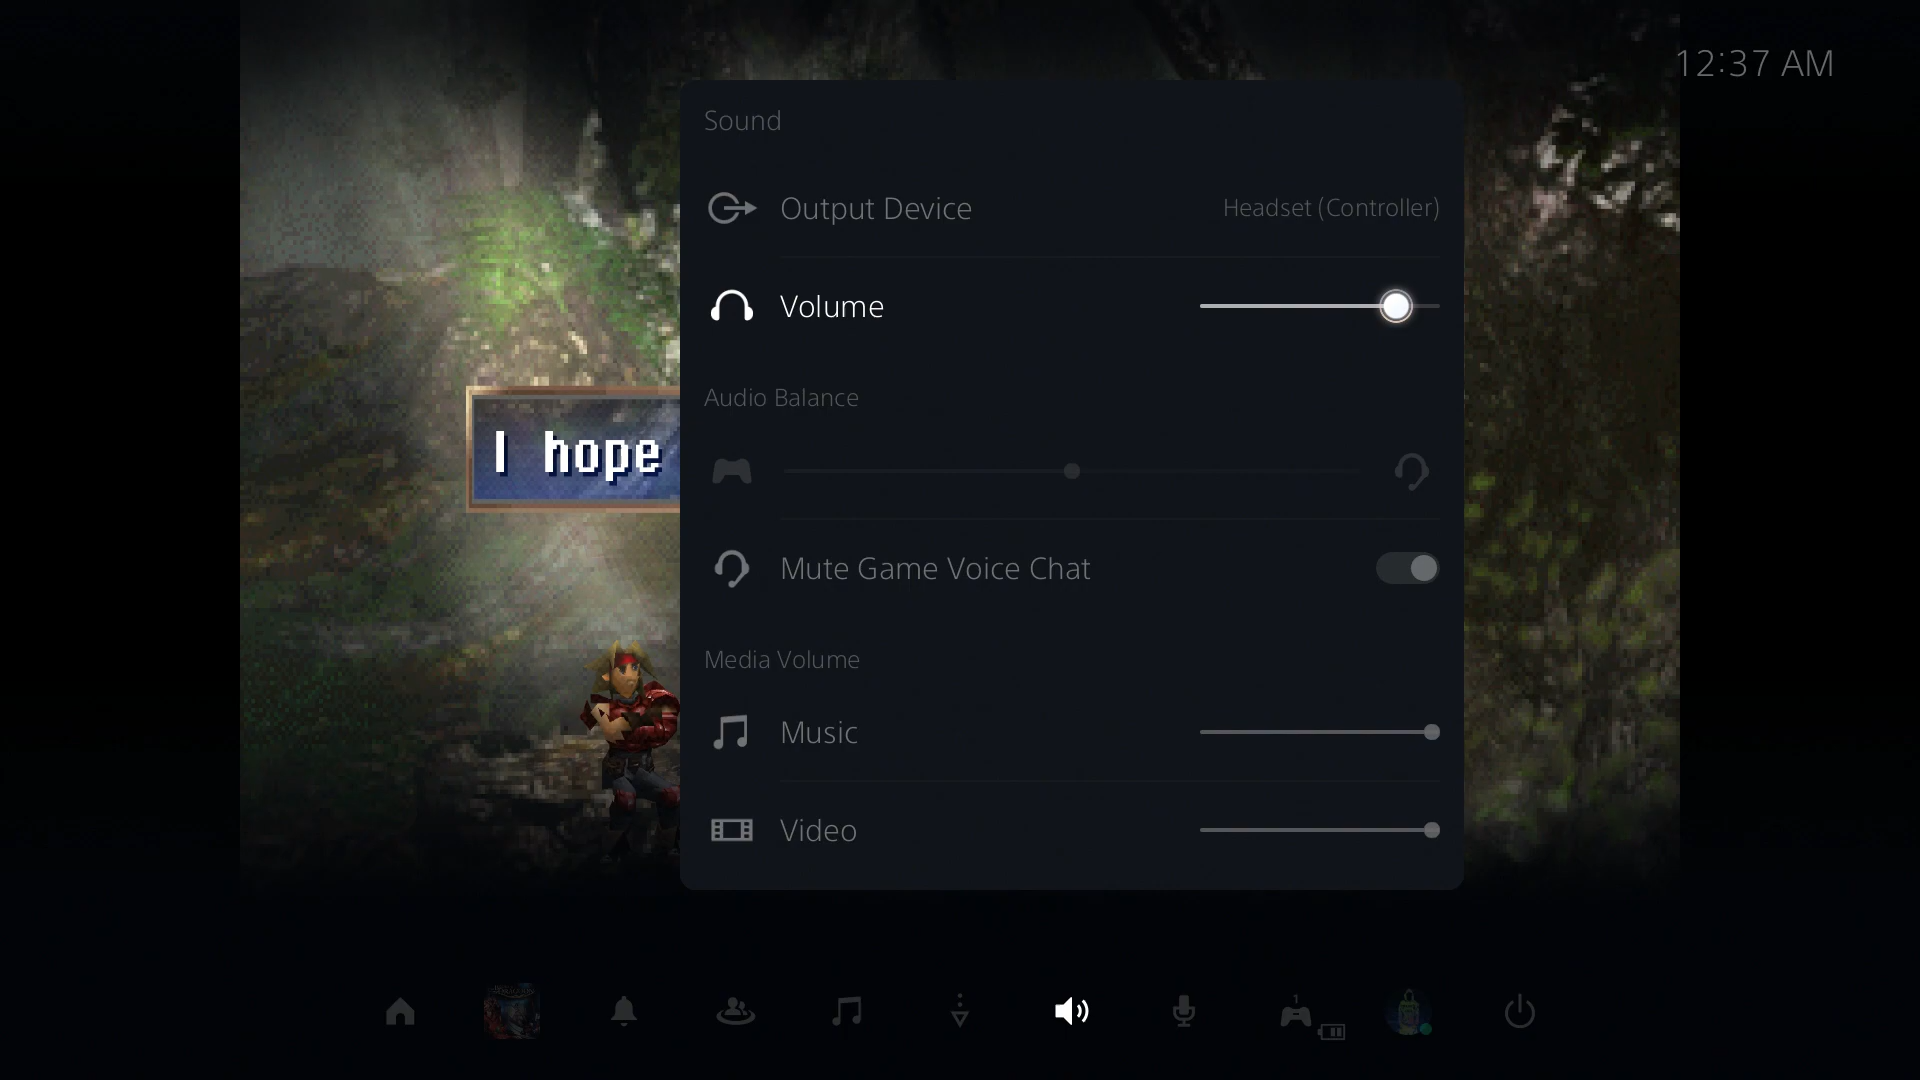 12:37 AM
Sound
Output Device Headset (Controller)
Volume
Audio Balance
I hope
Mute Game Voice Chat
Media Volume
Music
Video
1